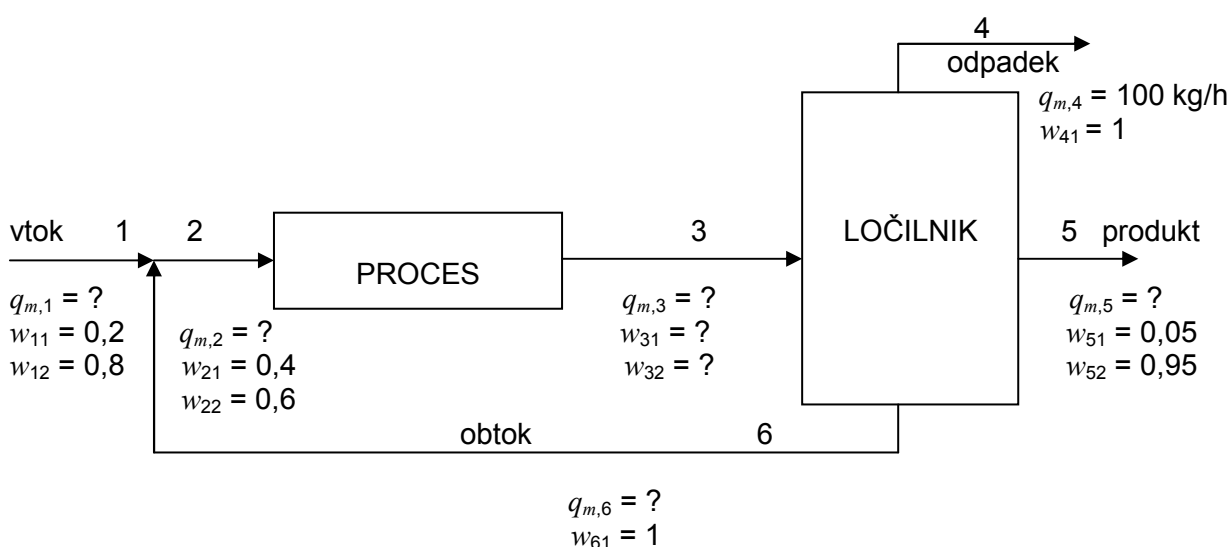 4
odpadek
q_{m,4} = 100 kg/h
w_{41} = 1
vtok 1 2
PROCES
3
LOČILNIK
5 produkt
q_{m,1} = ?
w_{11} = 0,2
w_{12} = 0,8
q_{m,2} = ?
w_{21} = 0,4
w_{22} = 0,6
q_{m,3} = ?
w_{31} = ?
w_{32} = ?
q_{m,5} = ?
w_{51} = 0,05
w_{52} = 0,95
obtok 6
q_{m,6} = ?
w_{61} = 1